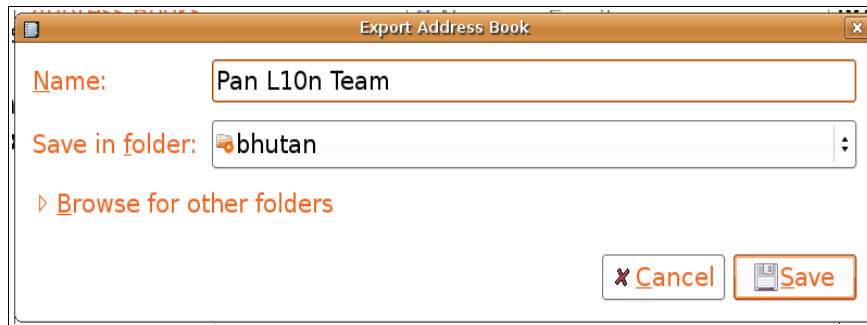 Export Address Book
Name: Pan L10n Team
Save in folder: bhutan
Browse for other folders
Cancel Save